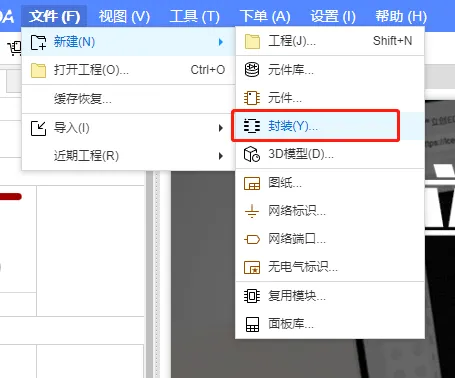 DA 文件 (F) 视图 (V) 工具 (T) 下单 (A) 设置 (I) 帮助 (H)
新建(N)
打开工程(O)... Ctrl+O
缓存恢复...
导入(I)
近期工程(R)
工程(J)... Shift+N
元件库...
元件...
封装(Y)...
3D模型(D)...
图纸...
网络标识...
网络端口...
无电气标识...
复用模块...
面板库...